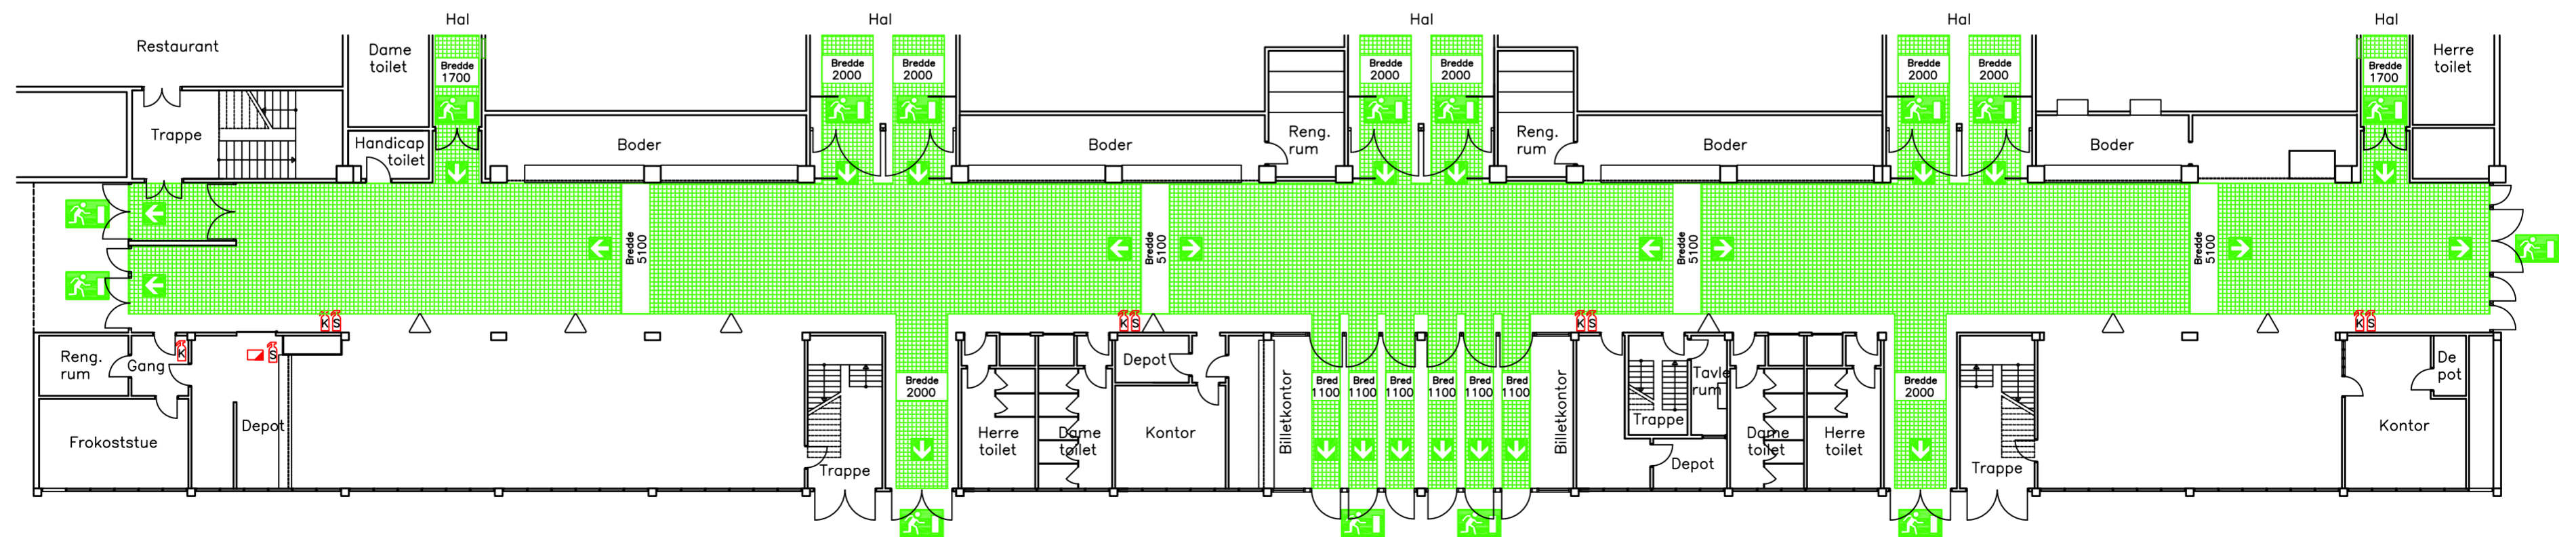 Hal
Hal
Hal
Hal
Hal
Restaurant
Dame
toilet
Bredde
1700
Bredde
2000
Bredde
2000
Bredde
2000
Bredde
2000
Bredde
2000
Bredde
2000
Bredde
1700
Herre
toilet
Trappe
Handicap
toilet
Boder
Boder
Reng.
rum
Reng.
rum
Boder
Boder
Bredde
5100
Bredde
5100
Bredde
5100
Bredde
5100
K S
K S
K S
K S
Reng.
rum
Gang
K
S
Depot
Frokoststue
Trappe
Bredde
2000
Herre
toilet
Dame
toilet
Depot
Kontor
Billetkontor
Bred
1100
Bred
1100
Bred
1100
Bred
1100
Bred
1100
Bred
1100
Billetkontor
Trappe
Tavle
rum
Depot
Dame
toilet
Herre
toilet
Bredde
2000
Trappe
De
pot
Kontor